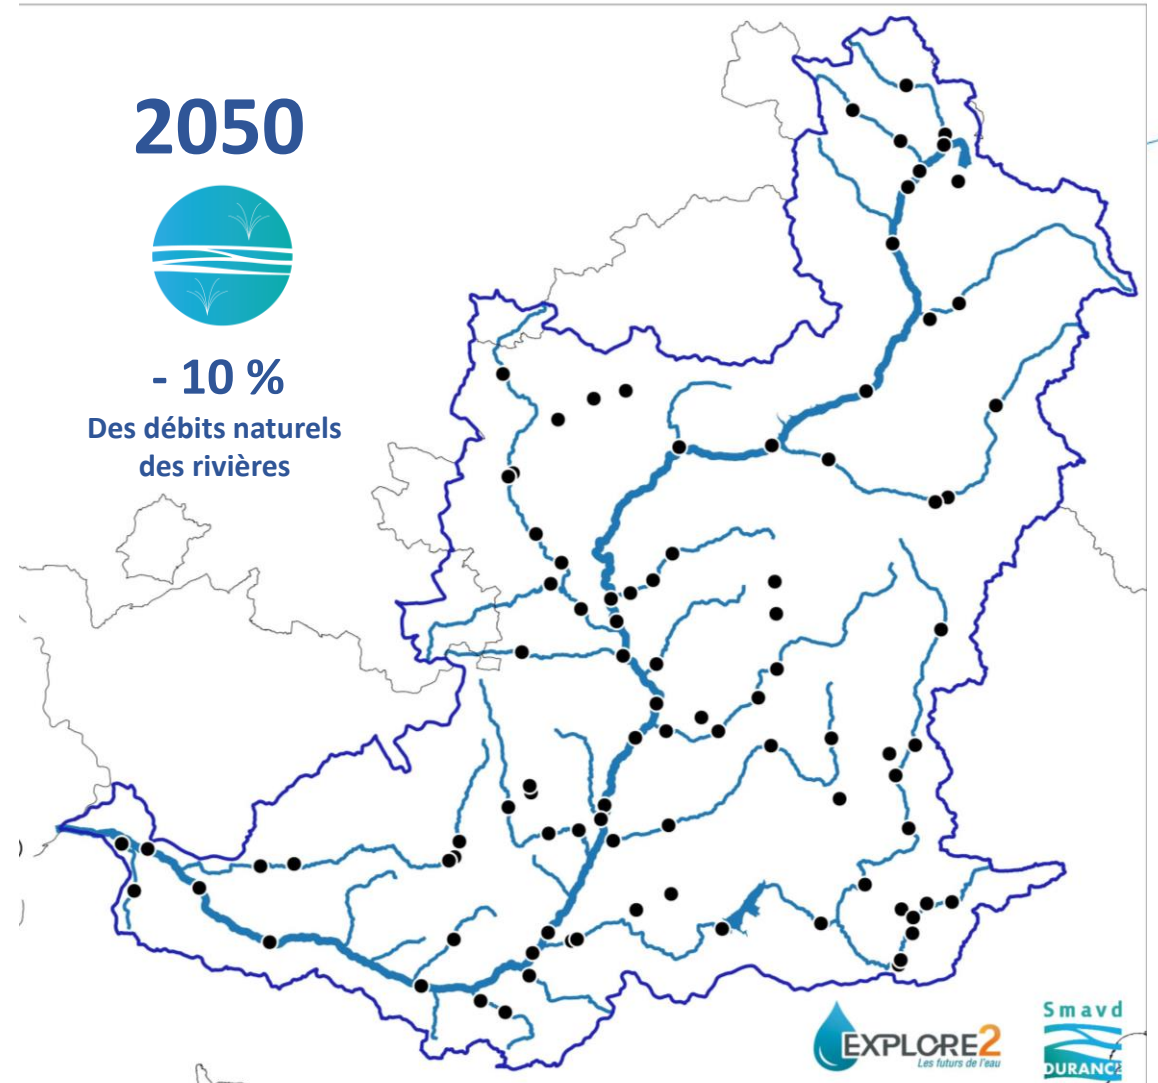 2050
- 10 %
Des débits naturels
des rivières
EXPLORE2
Les futurs de l'eau
Smavd
DURANCE